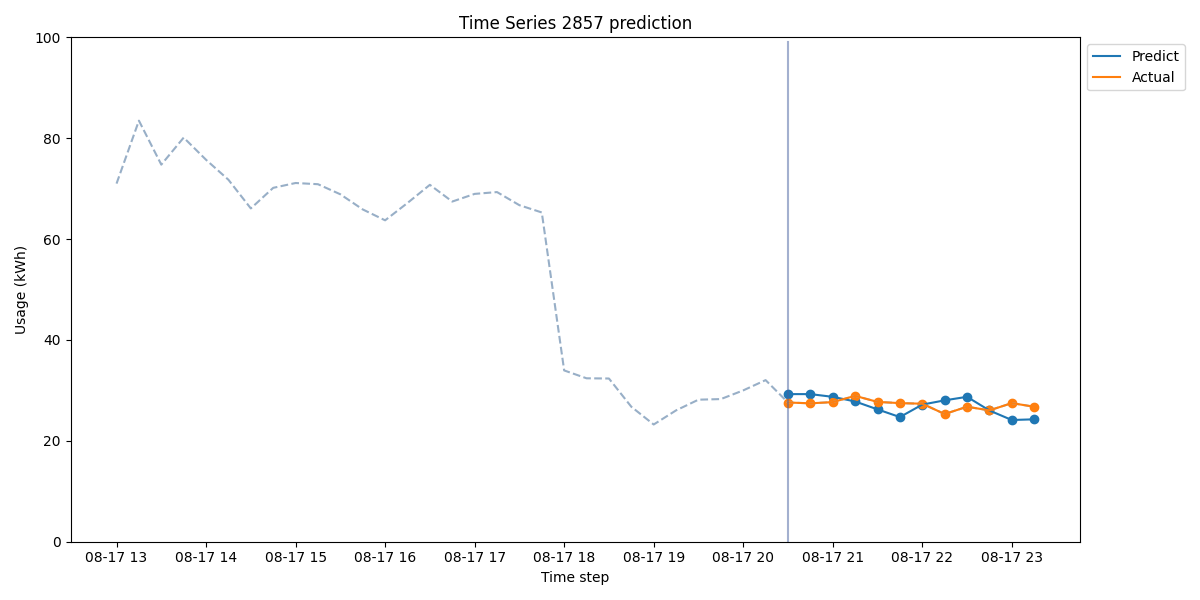 Time Series 2857 prediction
Predict
Actual
Usage (kWh)
100
80
60
40
20
0
08-17 13 08-17 14 08-17 15 08-17 16 08-17 17 08-17 18 08-17 19 08-17 20 08-17 21 08-17 22 08-17 23
Time step